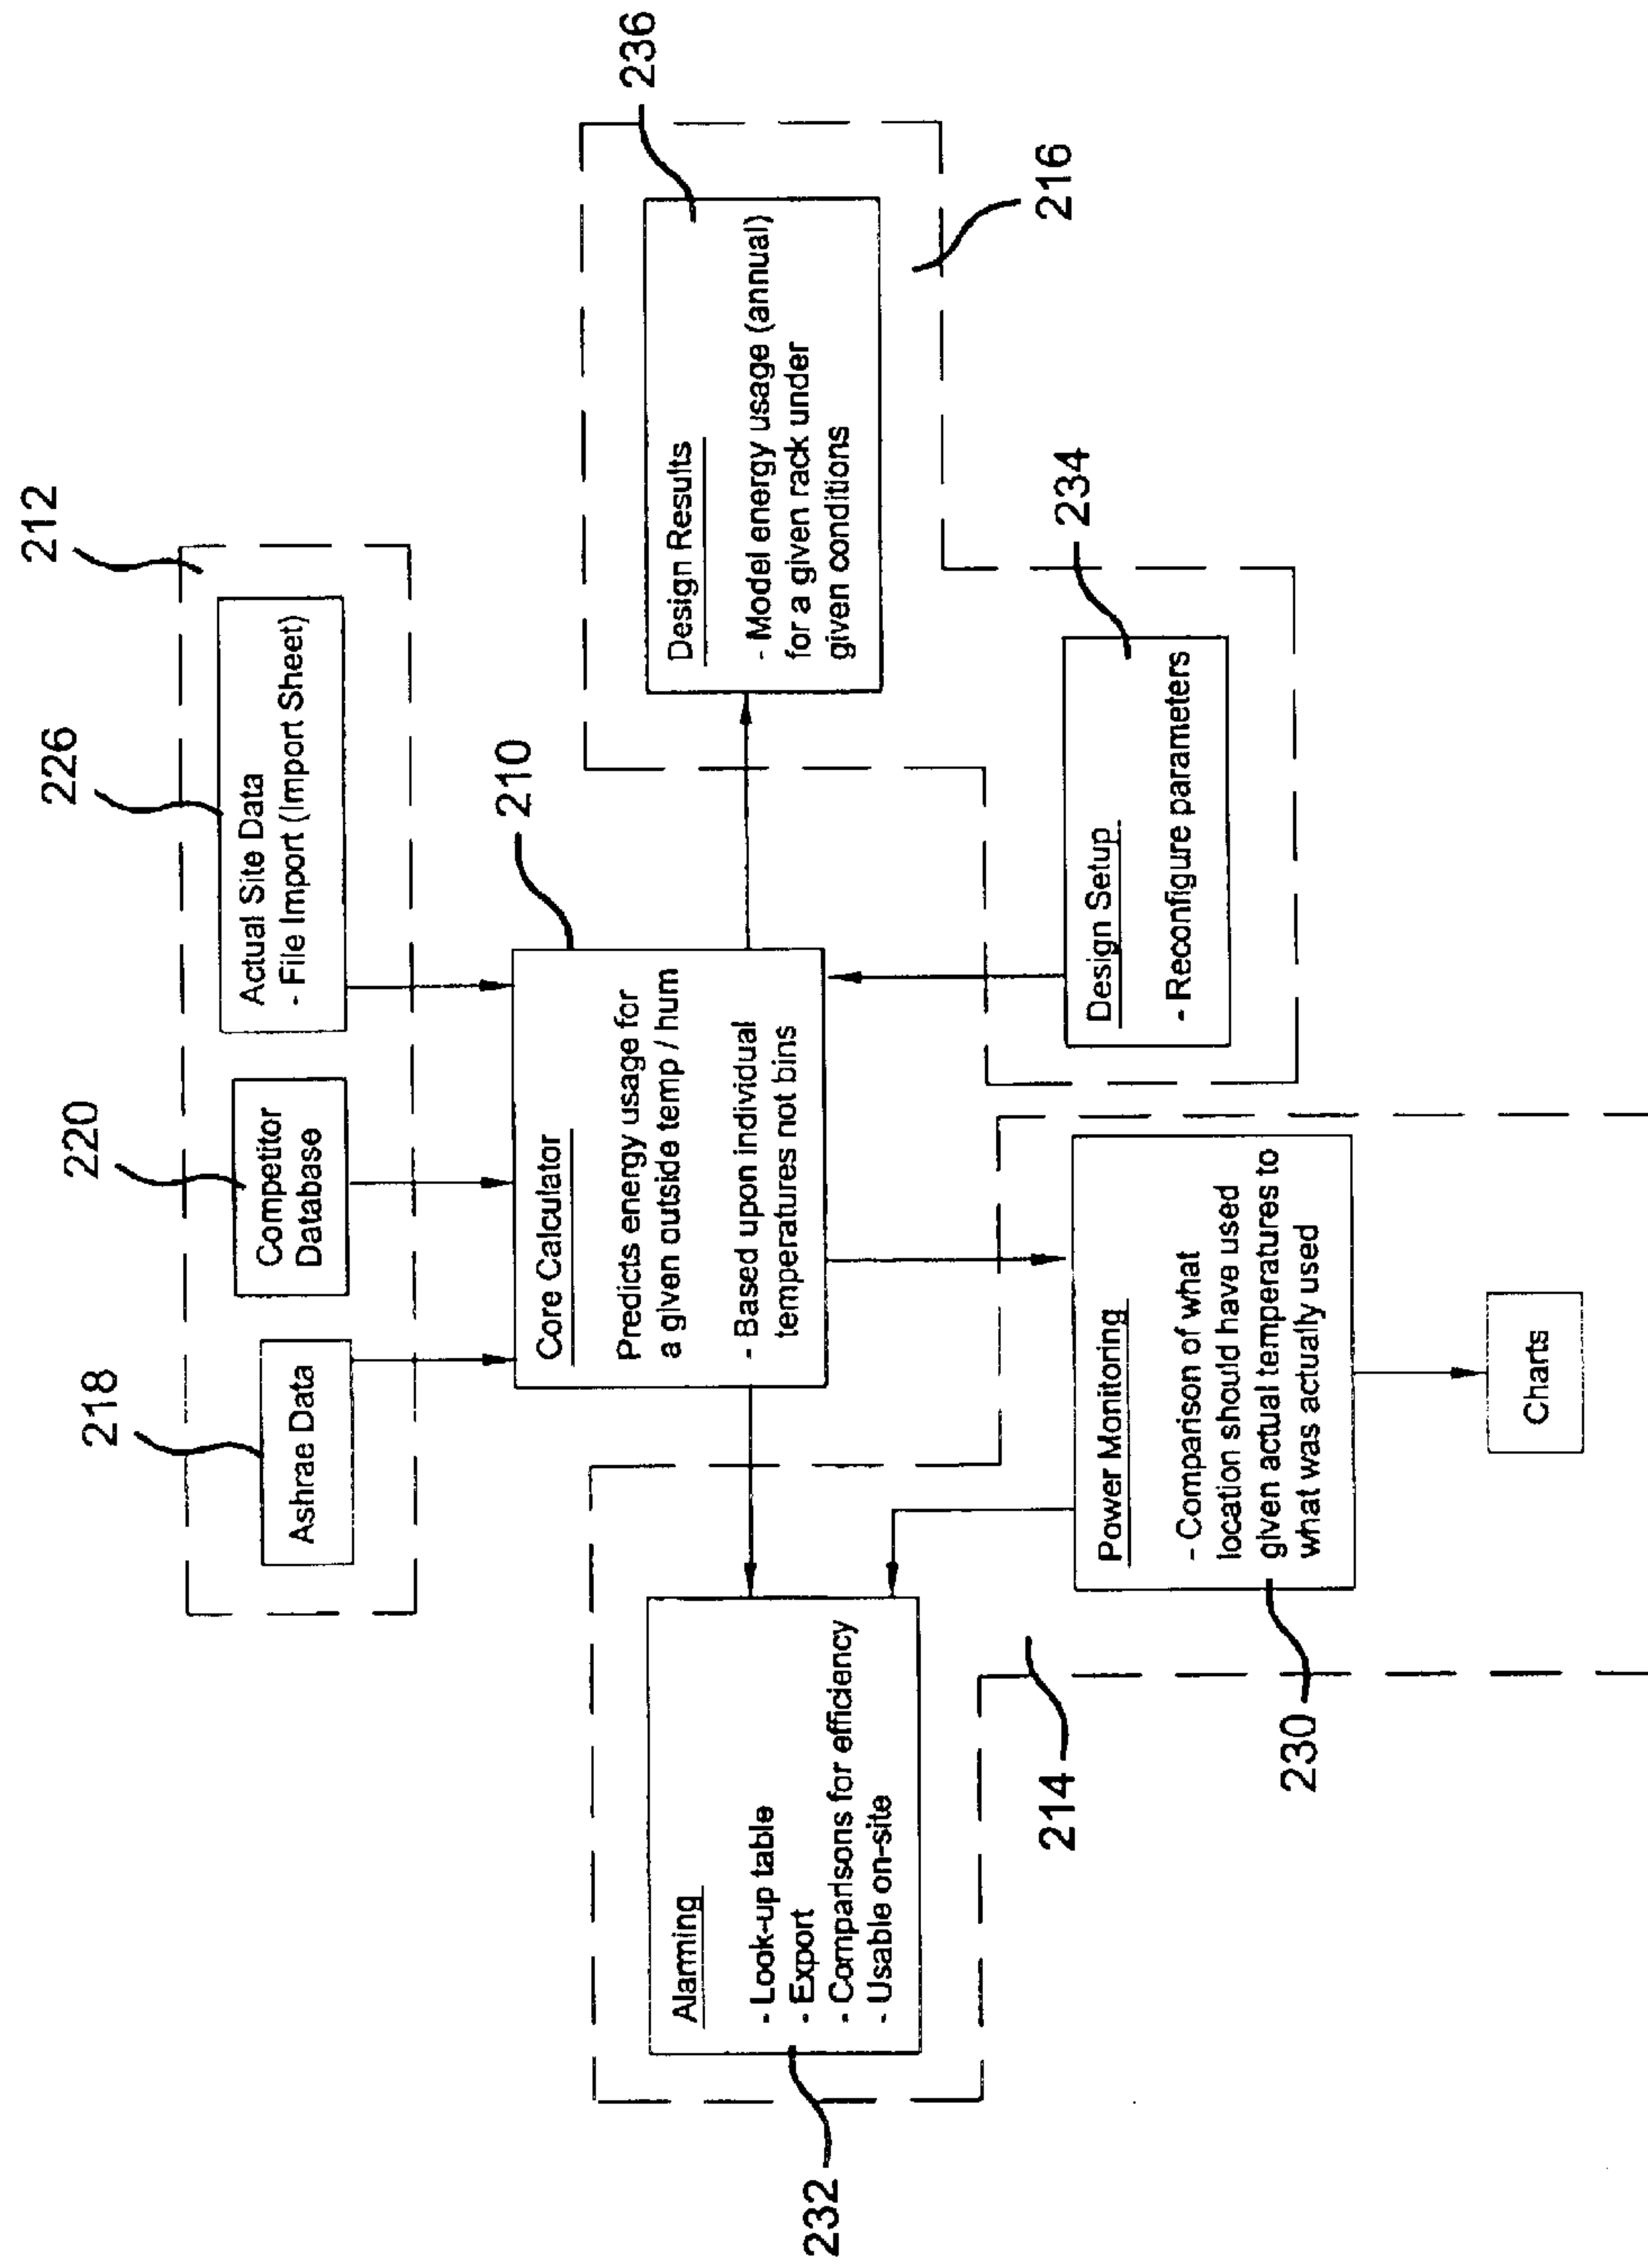 212
226
220
218
Actual Site Data
- File Import (Import Sheet)
Competitor
Database
Ashrae Data
210
Core Calculator
Predicts energy usage for
a given outside temp / hum
- Based upon individual
temperatures not bins
236
Design Results
- Model energy usage (annual)
for a given rack under
given conditions
216
234
Design Setup
- Reconfigure parameters
232
Alarming
- Look-up table
- Export
- Comparisons for efficiency
- Usable on-site
214
230
Power Monitoring
- Comparison of what
location should have used
given actual temperatures to
what was actually used
Charts